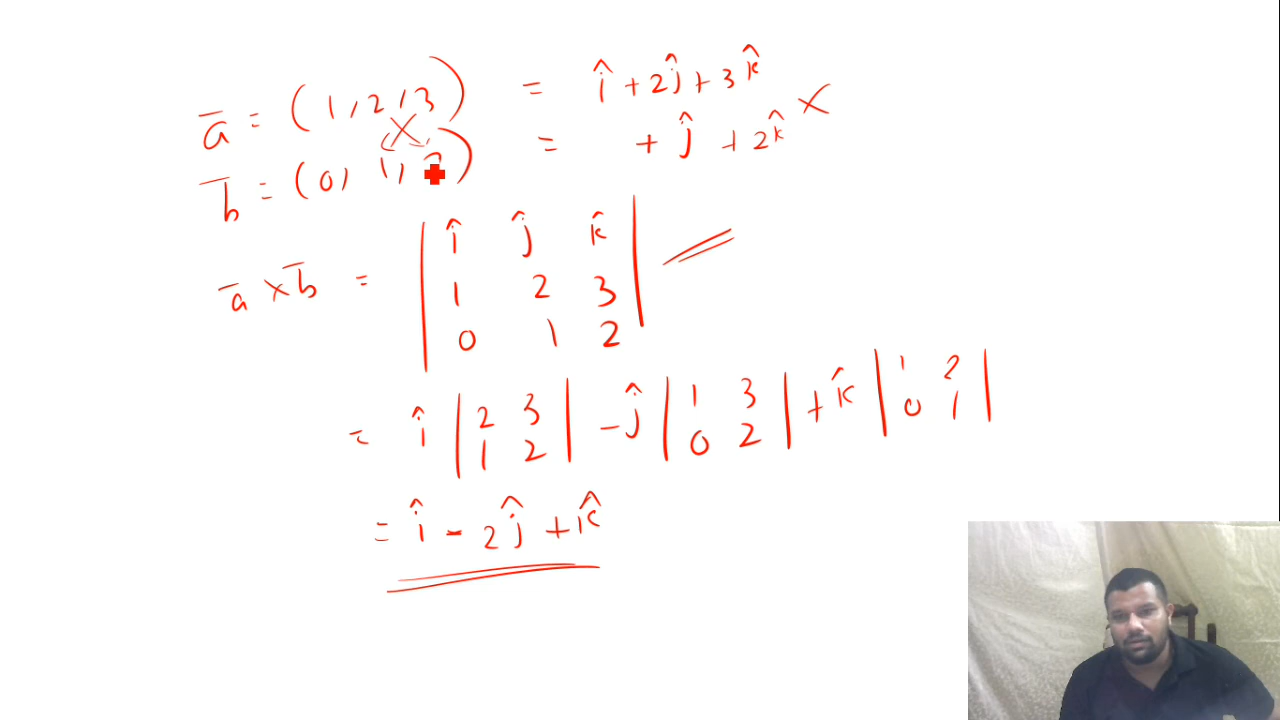 a̅ = (1, 2, 3) = î + 2ĵ + 3k̂
b̅ = (0, 1, 2) = + ĵ + 2k̂ ×
a̅ × b̅ = | î ĵ k̂ |
| 1 2 3 |
| 0 1 2 |
= î | 2 3 | - ĵ | 1 3 | + k̂ | 1 2 |
| 1 2 | | 0 2 | | 0 1 |
= î - 2ĵ + k̂